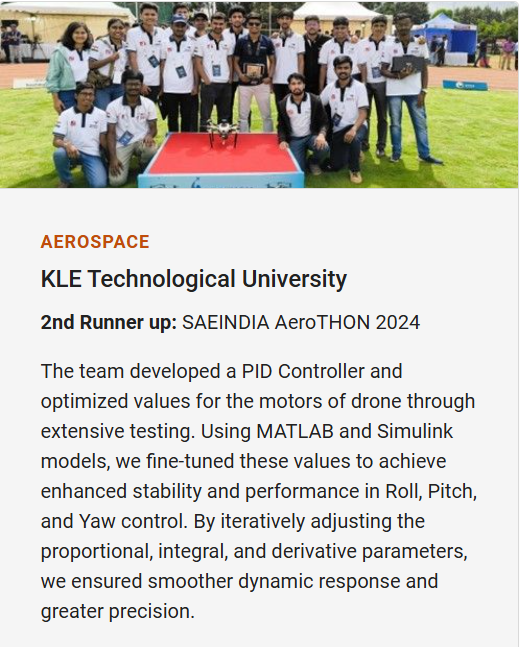 AEROSPACE
KLE Technological University
2nd Runner up: SAEINDIA AeroTHON 2024
The team developed a PID Controller and
optimized values for the motors of drone through
extensive testing. Using MATLAB and Simulink
models, we fine-tuned these values to achieve
enhanced stability and performance in Roll, Pitch,
and Yaw control. By iteratively adjusting the
proportional, integral, and derivative parameters,
we ensured smoother dynamic response and
greater precision.